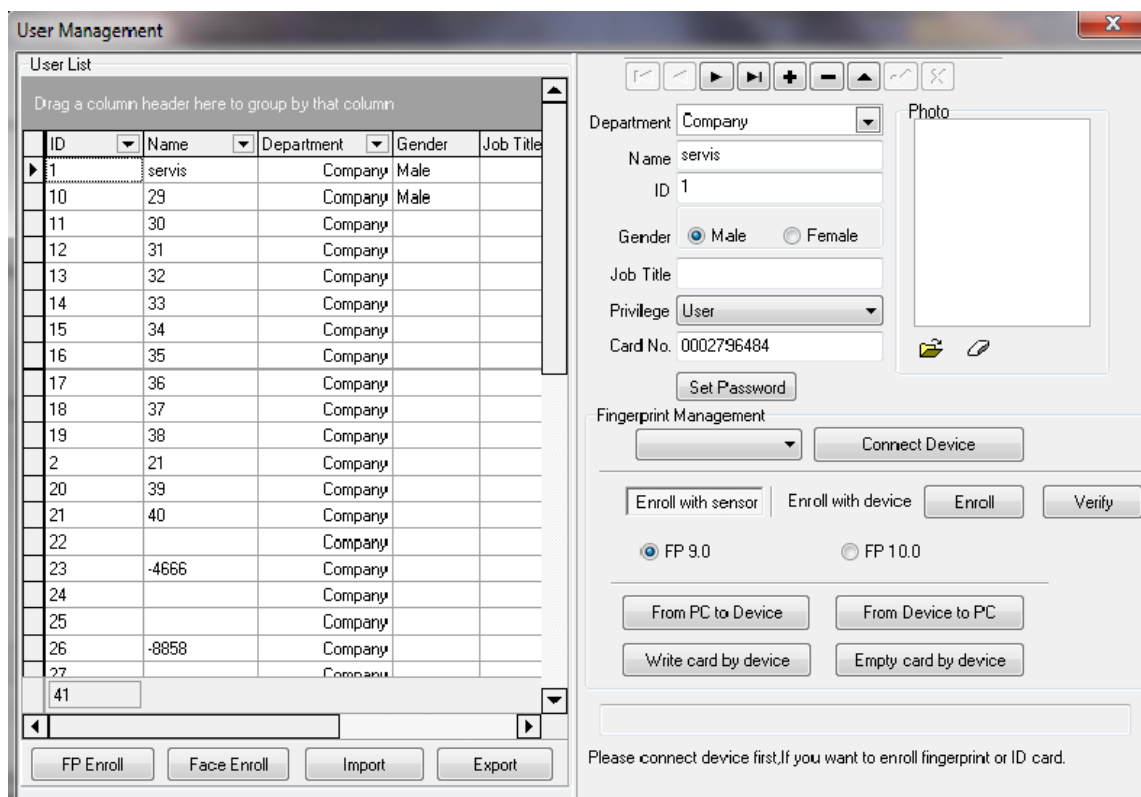 User Management
X
User List
Drag a column header here to group by that column
ID Name Department Gender Job Title
1 servis Company Male
10 29 Company Male
11 30 Company
12 31 Company
13 32 Company
14 33 Company
15 34 Company
16 35 Company
17 36 Company
18 37 Company
19 38 Company
2 21 Company
20 39 Company
21 40 Company
22 Company
23 -4666 Company
24 Company
25 Company
26 -8858 Company
27 Company
41
FP Enroll Face Enroll Import Export
Department Company
Name servis
ID 1
Gender Male Female
Job Title
Privilege User
Card No. 0002796484
Set Password
Photo
Fingerprint Management
Connect Device
Enroll with sensor Enroll with device Enroll Verify
FP 9.0 FP 10.0
From PC to Device From Device to PC
Write card by device Empty card by device
Please connect device first,If you want to enroll fingerprint or ID card.